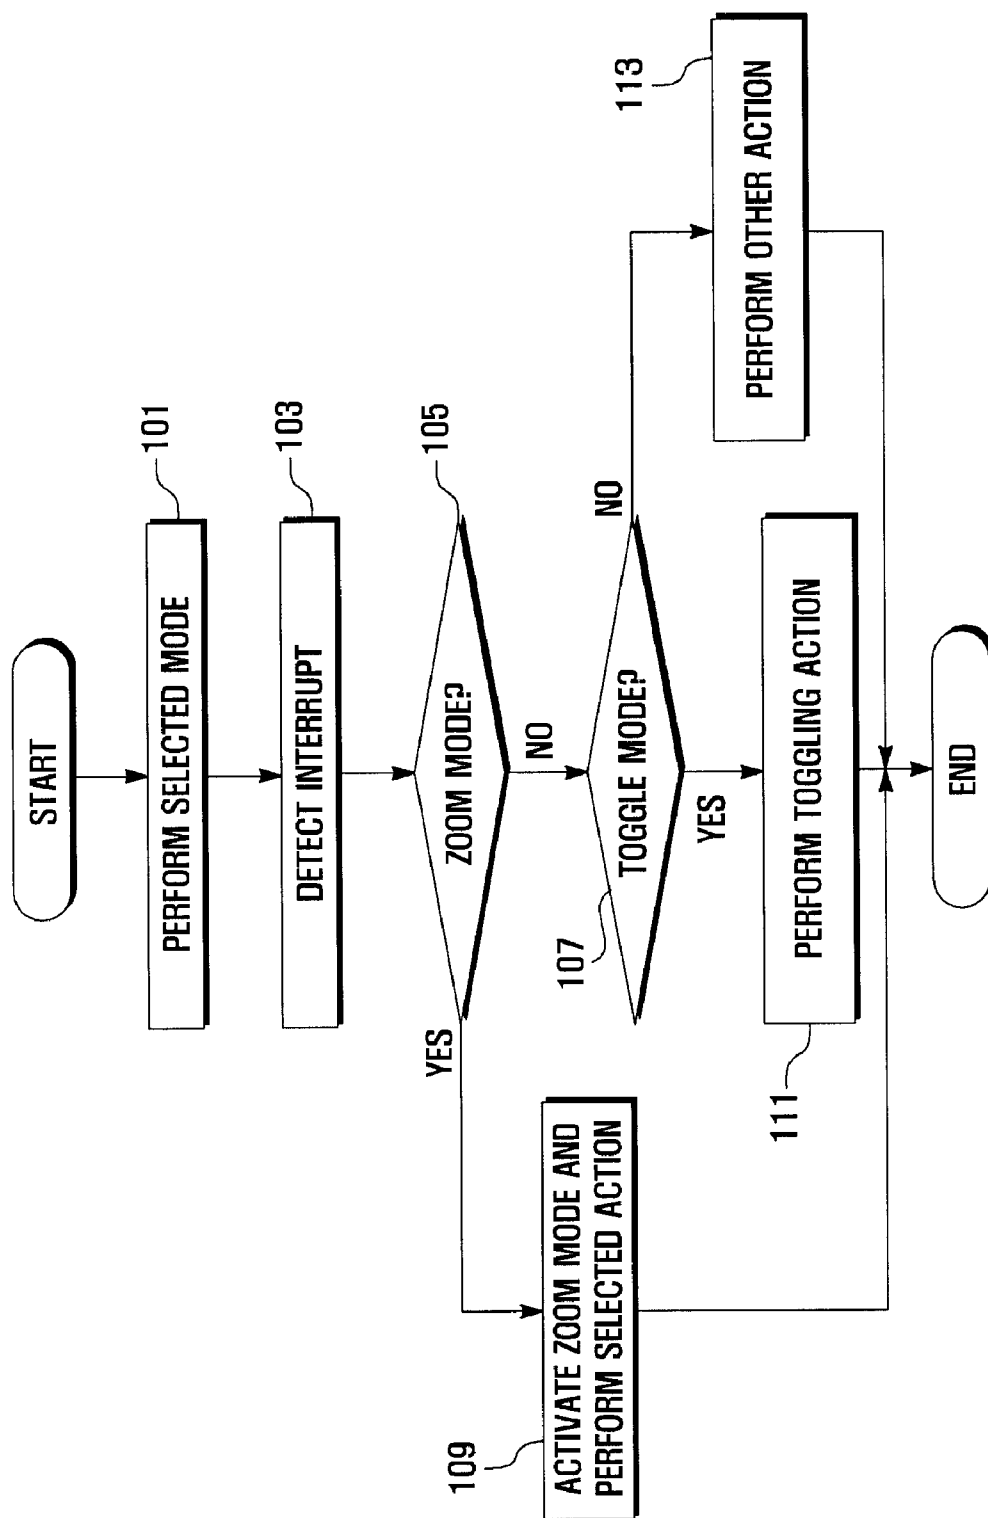 START
PERFORM SELECTED MODE
101
DETECT INTERRUPT
103
ZOOM MODE?
105
YES
NO
ACTIVATE ZOOM MODE AND
PERFORM SELECTED ACTION
109
TOGGLE MODE?
107
NO
YES
PERFORM OTHER ACTION
113
PERFORM TOGGLING ACTION
111
END